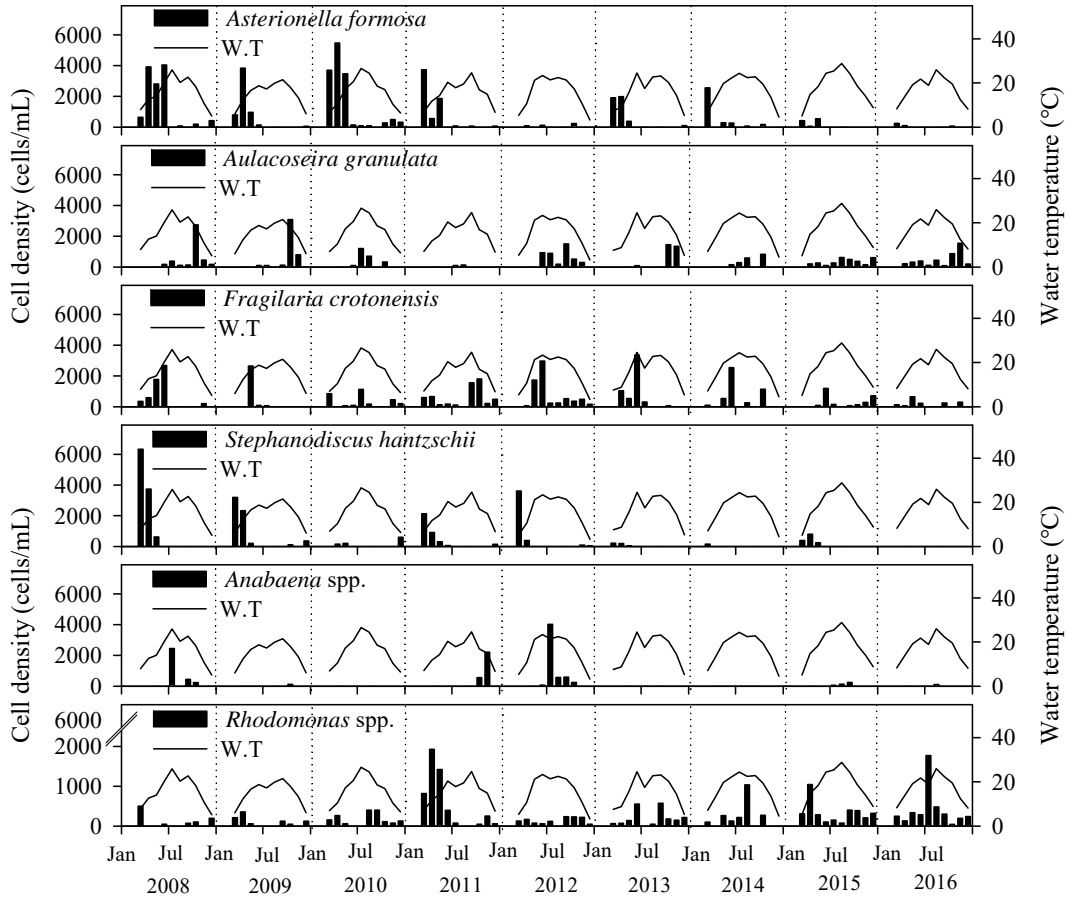 Asterionella formosa
W.T
6000
4000
2000
0
40
20
0
Aulacoseira granulata
W.T
6000
4000
2000
0
40
20
0
Fragilaria crotonensis
W.T
6000
4000
2000
0
40
20
0
Cell density (cells/mL)
Water temperature (°C)
Stephanodiscus hantzschii
W.T
6000
4000
2000
0
40
20
0
Anabaena spp.
W.T
6000
4000
2000
0
40
20
0
Rhodomonas spp.
W.T
6000
2000
1000
0
40
20
0
Cell density (cells/mL)
Water temperature (°C)
Jan Jul Jan Jul Jan Jul Jan Jul Jan Jul Jan Jul Jan Jul Jan Jul Jan Jul
2008 2009 2010 2011 2012 2013 2014 2015 2016